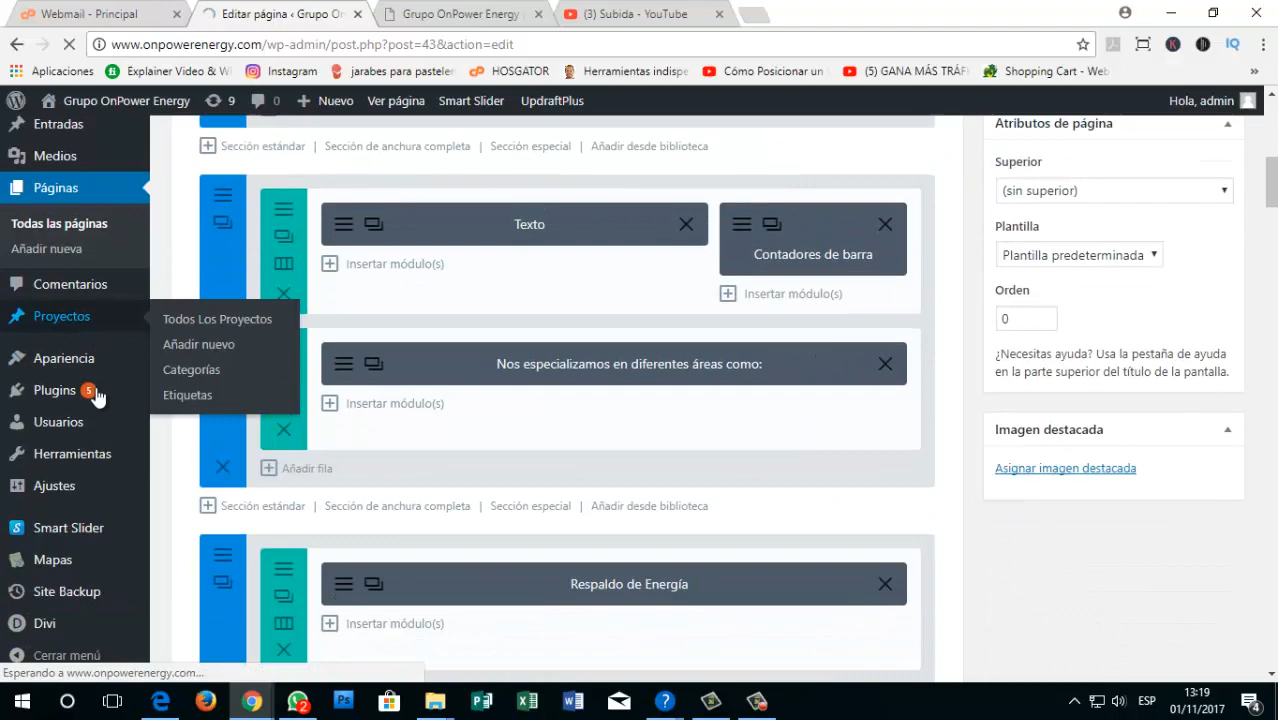 Webmail - Principal
Editar página ‹ Grupo On
Grupo OnPower Energy
(3) Subida - YouTube
www.onpowerenergy.com/wp-admin/post.php?post=43&action=edit
Aplicaciones
Explainer Video & W
Instagram
jarabes para pasteler
HOSGATOR
Herramientas indispe
Cómo Posicionar un
(5) GANA MÁS TRÁF
Shopping Cart - Web
Grupo OnPower Energy
9
0
Nuevo
Ver página
Smart Slider
UpdraftPlus
Hola, admin
Entradas
Medios
Páginas
Todas las páginas
Añadir nueva
Comentarios
Proyectos
Todos Los Proyectos
Añadir nuevo
Categorías
Etiquetas
Apariencia
Plugins 5
Usuarios
Herramientas
Ajustes
Smart Slider
Mapas
Site Backup
Divi
Cerrar menú
Esperando a www.onpowerenergy.com...
Sección estándar | Sección de anchura completa | Sección especial | Añadir desde biblioteca
Texto
Insertar módulo(s)
Contadores de barra
Insertar módulo(s)
Nos especializamos en diferentes áreas como:
Insertar módulo(s)
Añadir fila
Sección estándar | Sección de anchura completa | Sección especial | Añadir desde biblioteca
Respaldo de Energía
Insertar módulo(s)
Atributos de página
Superior
(sin superior)
Plantilla
Plantilla predeterminada
Orden
0
¿Necesitas ayuda? Usa la pestaña de ayuda
en la parte superior del título de la pantalla.
Imagen destacada
Asignar imagen destacada
ESP
13:19
01/11/2017